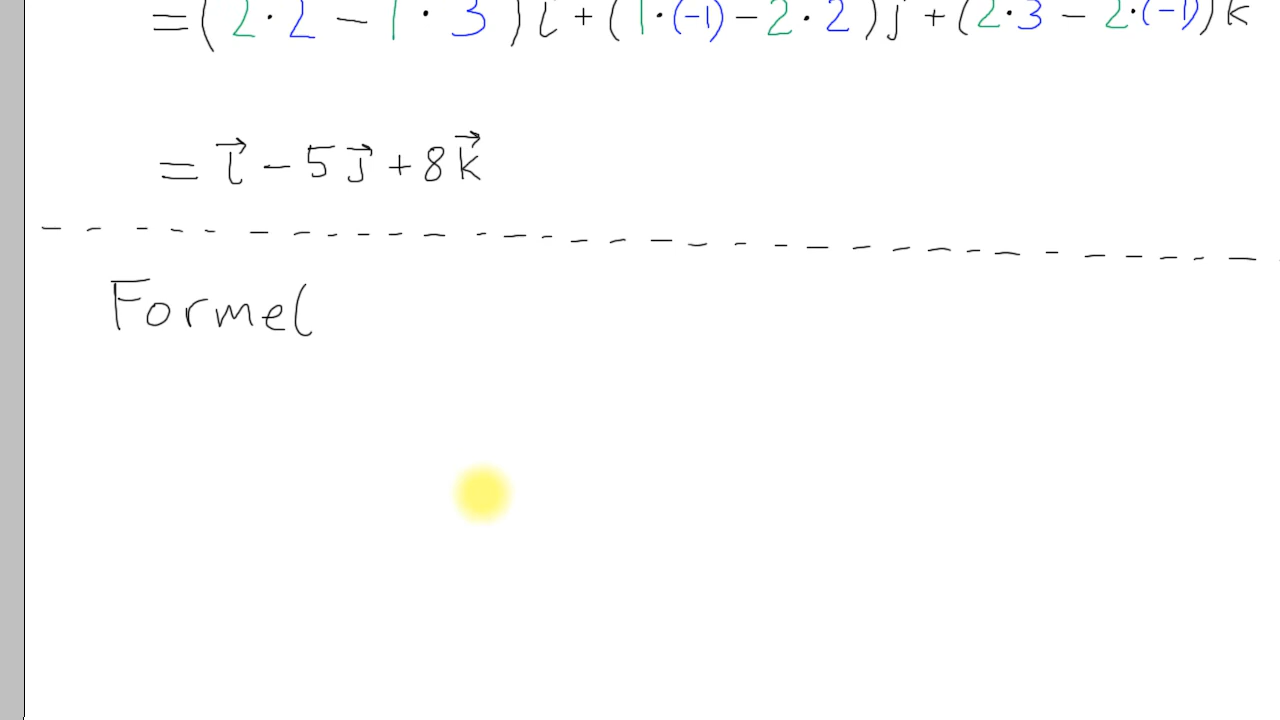 =(2·2-1·3)i+(1·(-1)-2·2)j+(2·3-2·(-1))k
=i⃗-5j⃗+8k⃗
Formel